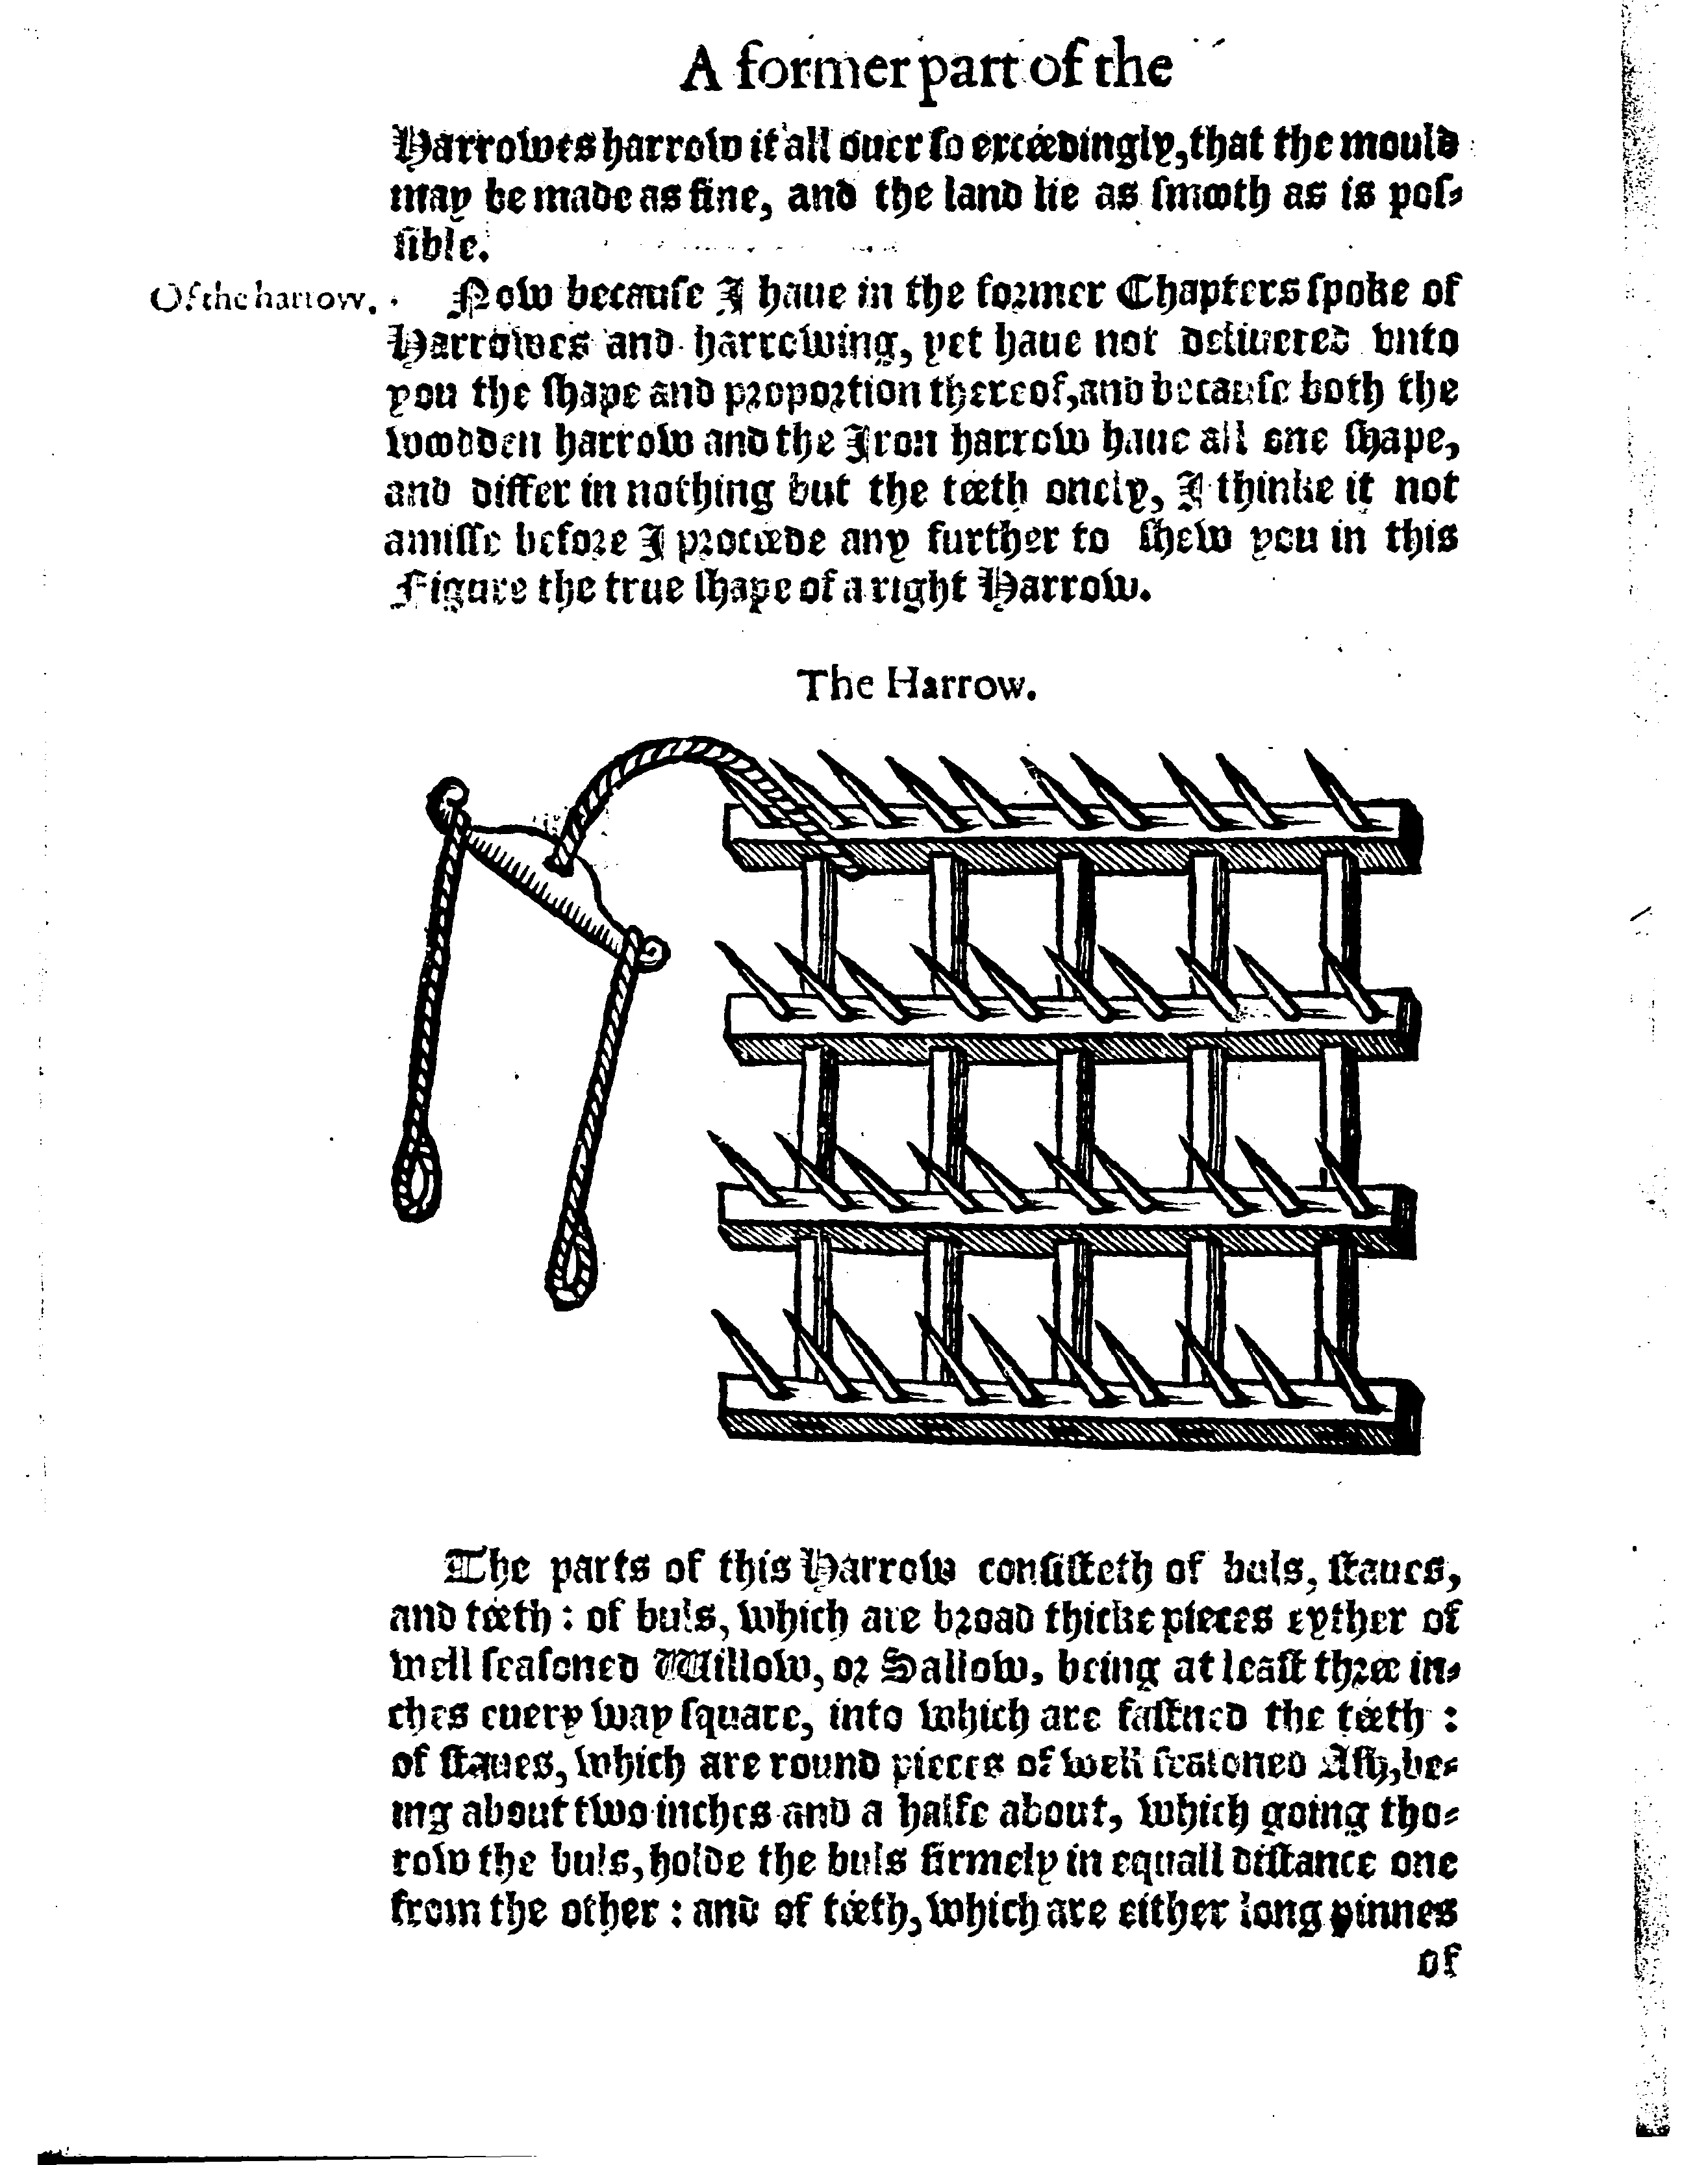 A former part of the
Harrowes harrow it all ouer ſo exceedingly, that the mould
may be made as fine, and the land lie as ſmooth as is poſ-
ſible.
Of the harrow.
Now becauſe I haue in the former Chapters ſpoke of
Harrowes and harrowing, yet haue not deliuered vnto
you the ſhape and proportion thereof, and becauſe both the
wooden harrow and the Iron harrow haue all one ſhape,
and differ in nothing but the teeth onely, I thinke it not
amiſſe before I proceede any further to ſhew you in this
Figure the true ſhape of a right Harrow.
The Harrow.
The parts of this Harrow conſiſteth of buls, ſtaues,
and teeth: of buls, which are broad thicke pieces eyther of
well ſeaſoned Willow, or Sallow, being at leaſt three in-
ches euery way ſquare, into which are faſtned the teeth:
of ſtaues, which are round pieces of well ſeaſoned Aſh, be-
ing about two inches and a halfe about, which going tho-
row the buls, holde the buls firmely in equall diſtance one
from the other: and of teeth, which are either long pinnes
of